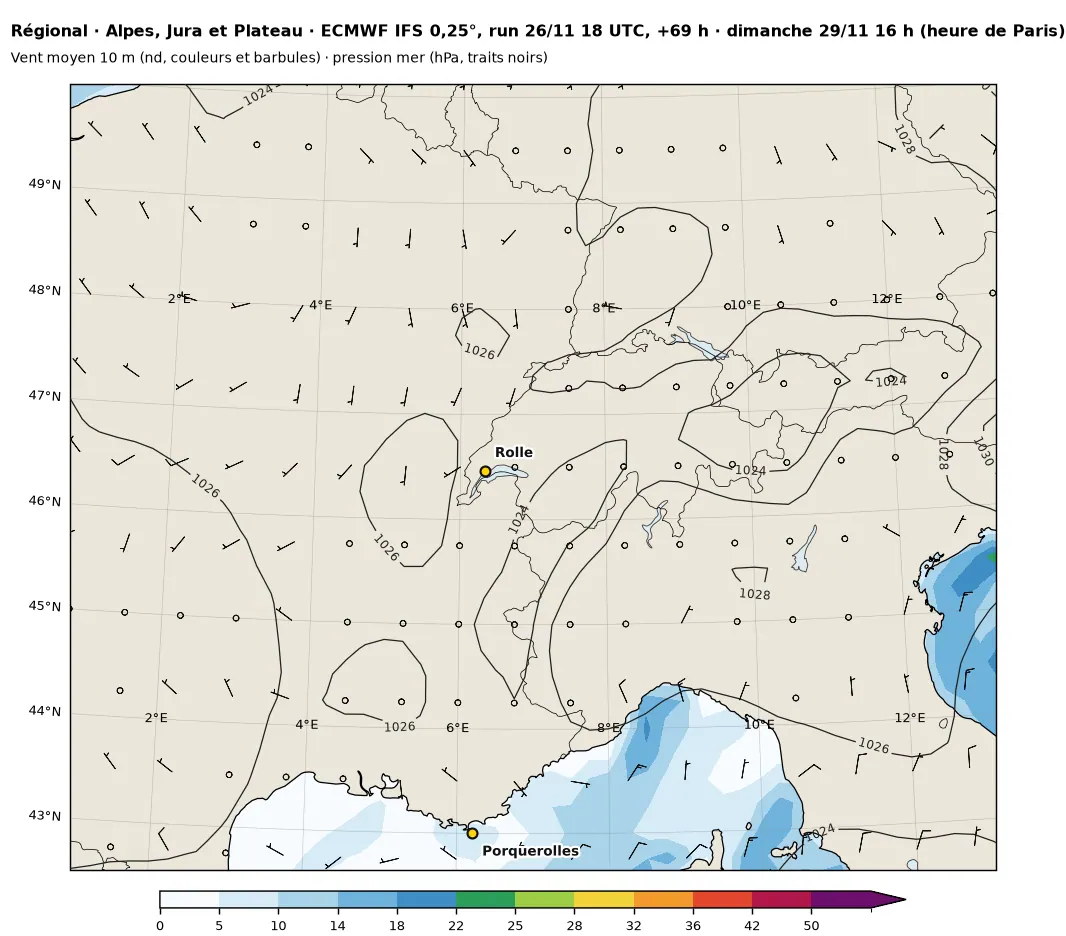 Régional · Alpes, Jura et Plateau · ECMWF IFS 0,25°, run 26/11 18 UTC, +69 h · dimanche 29/11 16 h (heure de Paris)
Vent moyen 10 m (nd, couleurs et barbules) · pression mer (hPa, traits noirs)
1024
1028
49°N
48°N
2°E
4°E
6°E
8°E
10°E
12°E
1026
47°N
1024
Rolle
1028
1030
1024
1026
46°N
1024
1026
1028
45°N
44°N
2°E
4°E
1026
6°E
8°E
10°E
12°E
1026
43°N
1024
Porquerolles
0
5
10
14
18
22
25
28
32
36
42
50